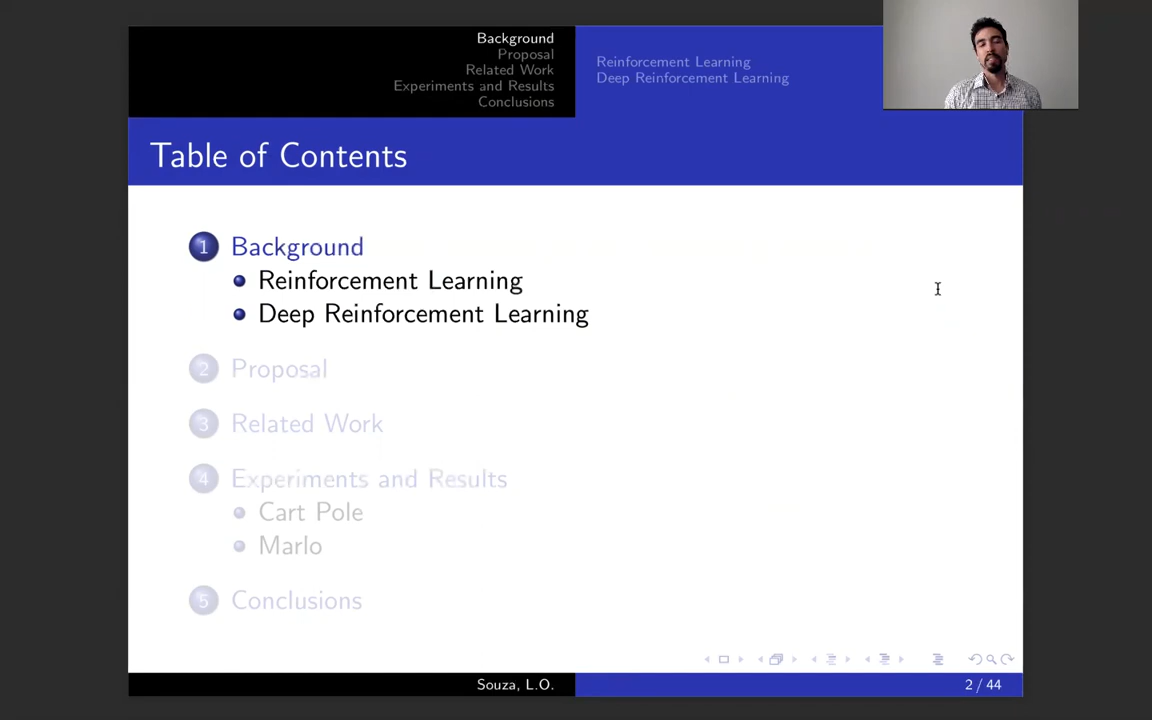 Background
Proposal
Related Work
Experiments and Results
Conclusions
Reinforcement Learning
Deep Reinforcement Learning
Table of Contents
1 Background
Reinforcement Learning
Deep Reinforcement Learning
2 Proposal
3 Related Work
4 Experiments and Results
Cart Pole
Marlo
5 Conclusions
Souza, L.O.
2 / 44